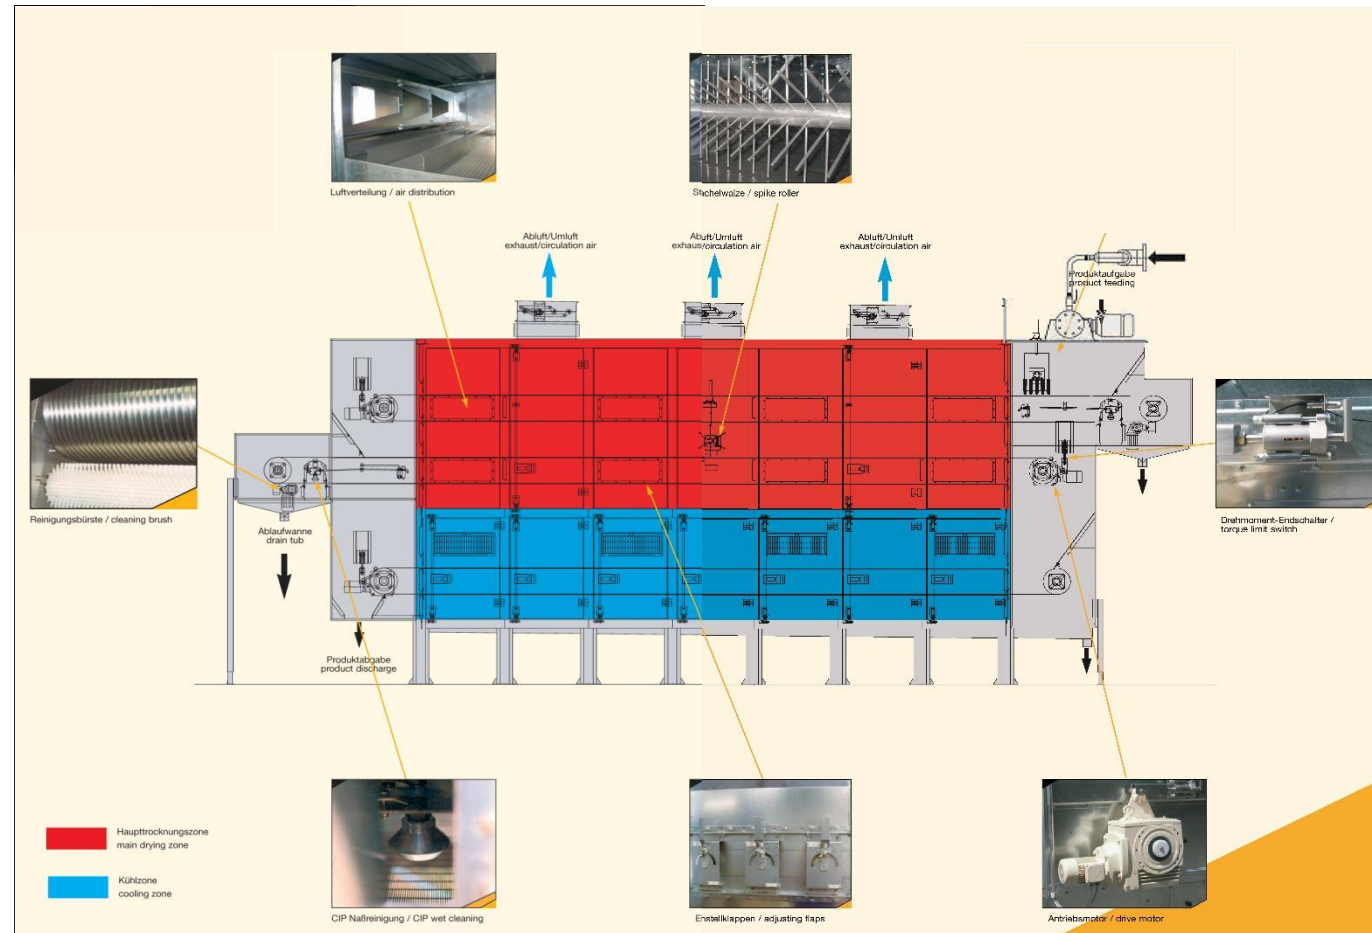 Luftverteilung / air distribution
Stachelwalze / spike roller
Abluft/Umluft
exhaust/circulation air
Abluft/Umluft
exhaust/circulation air
Abluft/Umluft
exhaust/circulation air
Produktaufgabe
product feeding
Reinigungsbürste / cleaning brush
Ablaufwanne
drain tub
Drehmoment-Endschalter /
torque limit switch
Produktabgabe
product discharge
Haupttrocknungszone
main drying zone
Kühlzone
cooling zone
CIP Naßreinigung / CIP wet cleaning
Einstellklappen / adjusting flaps
Antriebsmotor / drive motor